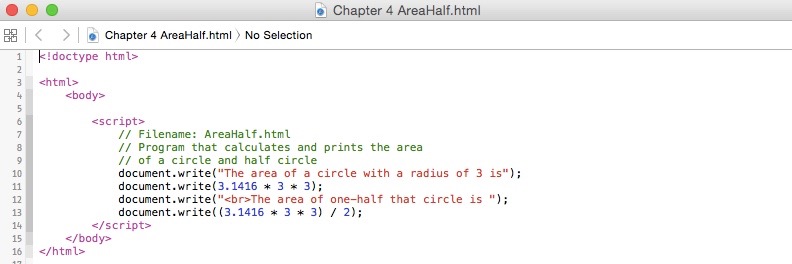 Chapter 4 AreaHalf.html
Chapter 4 AreaHalf.html 〉 No Selection
1 <!doctype html>
2
3 <html>
4 <body>
5
6 <script>
7 // Filename: AreaHalf.html
8 // Program that calculates and prints the area
9 // of a circle and half circle
10 document.write("The area of a circle with a radius of 3 is");
11 document.write(3.1416 * 3 * 3);
12 document.write("<br>The area of one-half that circle is ");
13 document.write((3.1416 * 3 * 3) / 2);
14 </script>
15 </body>
16 </html>
17